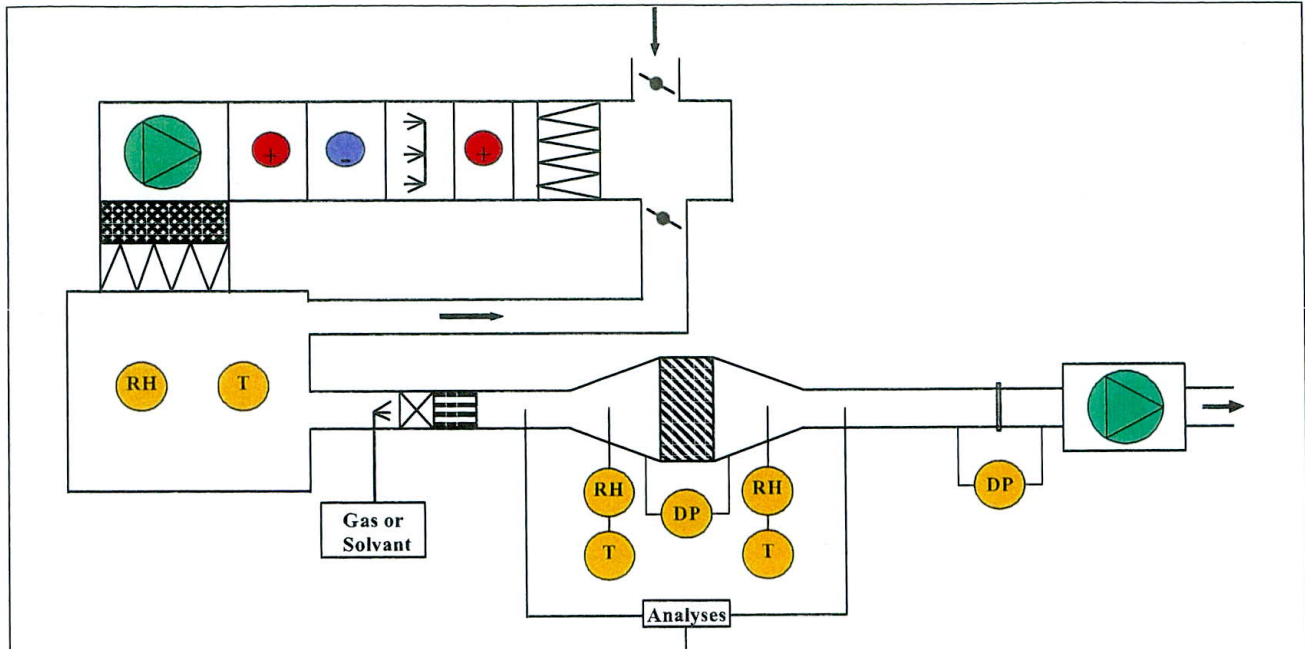 +
-
+
RH
T
Gas or
Solvant
RH
T
DP
RH
T
DP
Analyses